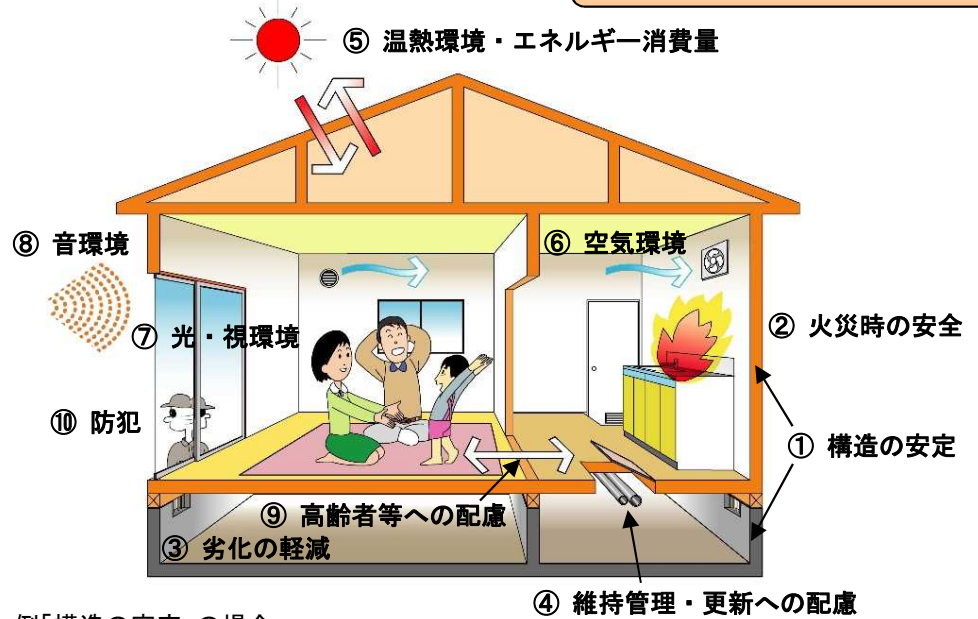 ⑤ 温熱環境・エネルギー消費量
⑧ 音環境
⑥ 空気環境
⑦ 光・視環境
② 火災時の安全
⑩ 防犯
① 構造の安定
⑨ 高齢者等への配慮
③ 劣化の軽減
④ 維持管理・更新への配慮